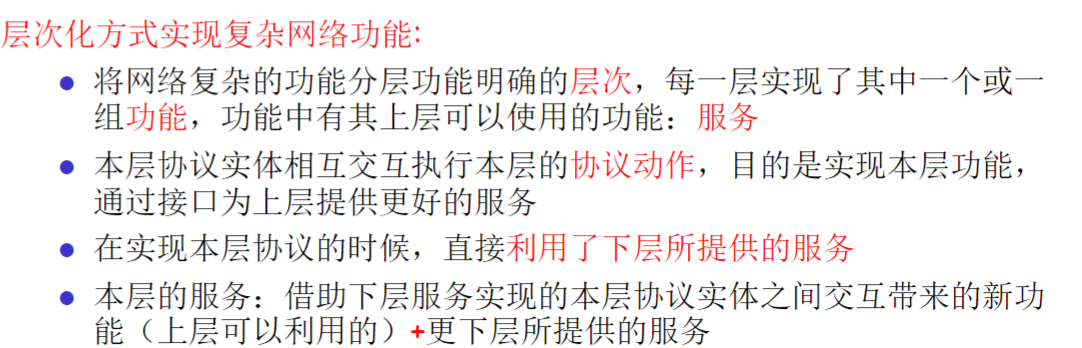 层次化方式实现复杂网络功能:
将网络复杂的功能分层功能明确的层次，每一层实现了其中一个或一
组功能，功能中有其上层可以使用的功能：服务
本层协议实体相互交互执行本层的协议动作，目的是实现本层功能，
通过接口为上层提供更好的服务
在实现本层协议的时候，直接利用了下层所提供的服务
本层的服务：借助下层服务实现的本层协议实体之间交互带来的新功
能（上层可以利用的）+更下层所提供的服务